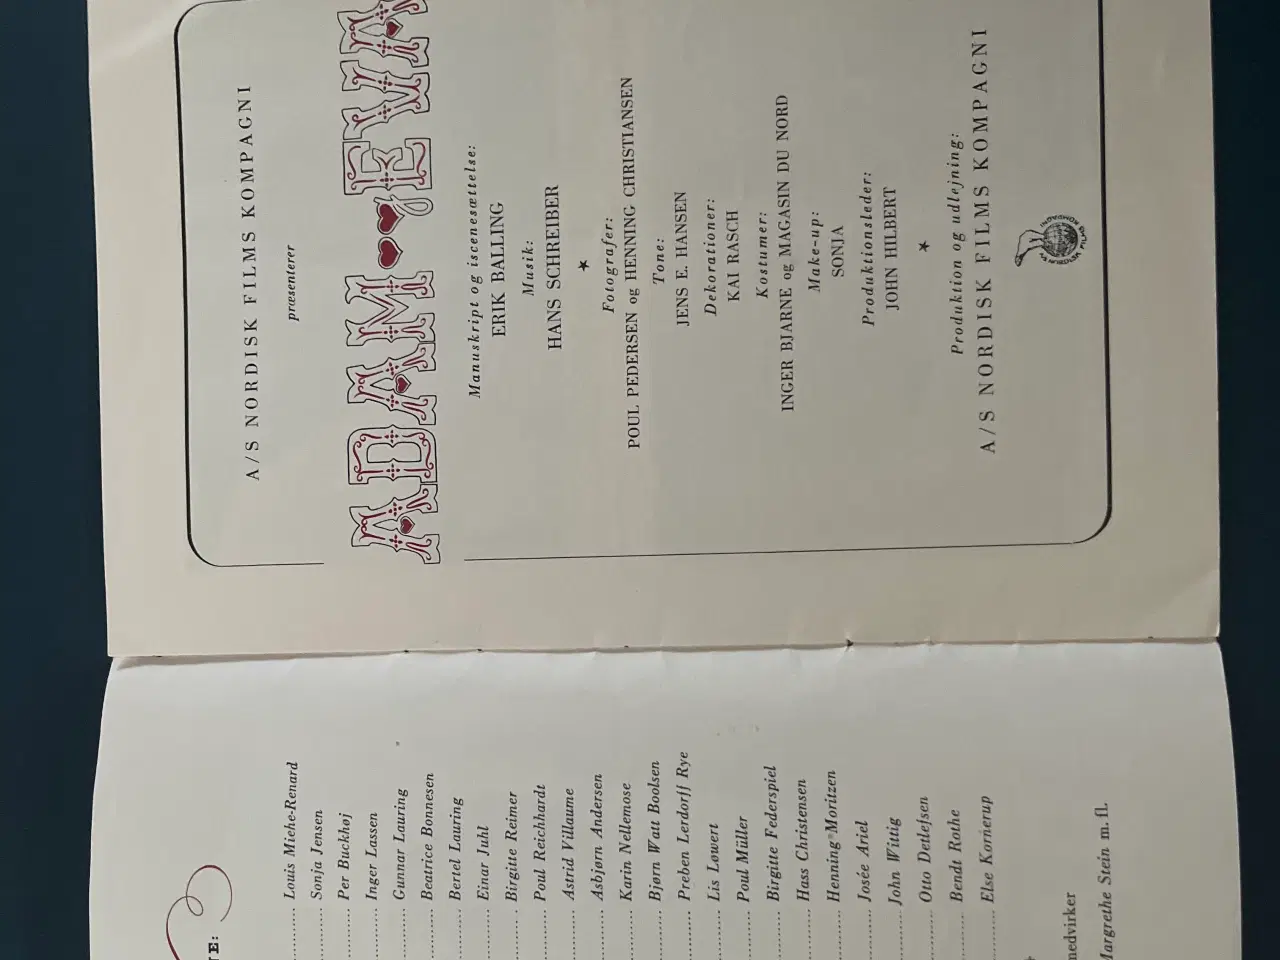 TE:
Louis Miehe-Renard
Sonja Jensen
Per Buckhøj
Inger Lassen
Gunnar Lauring
Beatrice Bonnesen
Bertel Lauring
Einar Juhl
Birgitte Reimer
Poul Reichhardt
Astrid Villaume
Asbjørn Andersen
Karin Nellemose
Bjørn Watt Boolsen
Preben Lerdorff Rye
Lis Løwert
Poul Müller
Birgitte Federspiel
Hass Christensen
Henning Moritzen
Josée Ariel
John Wittig
Otto Detlefsen
Bendt Rothe
Else Kornerup
medvirker
Margrethe Stein m. fl.
A/S NORDISK FILMS KOMPAGNI
præsenterer
ADAM og EVA
Manuskript og iscenesættelse:
ERIK BALLING
Musik:
HANS SCHREIBER
Fotografer:
POUL PEDERSEN og HENNING CHRISTIANSEN
Tone:
JENS E. HANSEN
Dekorationer:
KAI RASCH
Kostumer:
INGER BJARNE og MAGASIN DU NORD
Make-up:
SONJA
Produktionsleder:
JOHN HILBERT
Produktion og udlejning:
A/S NORDISK FILMS KOMPAGNI